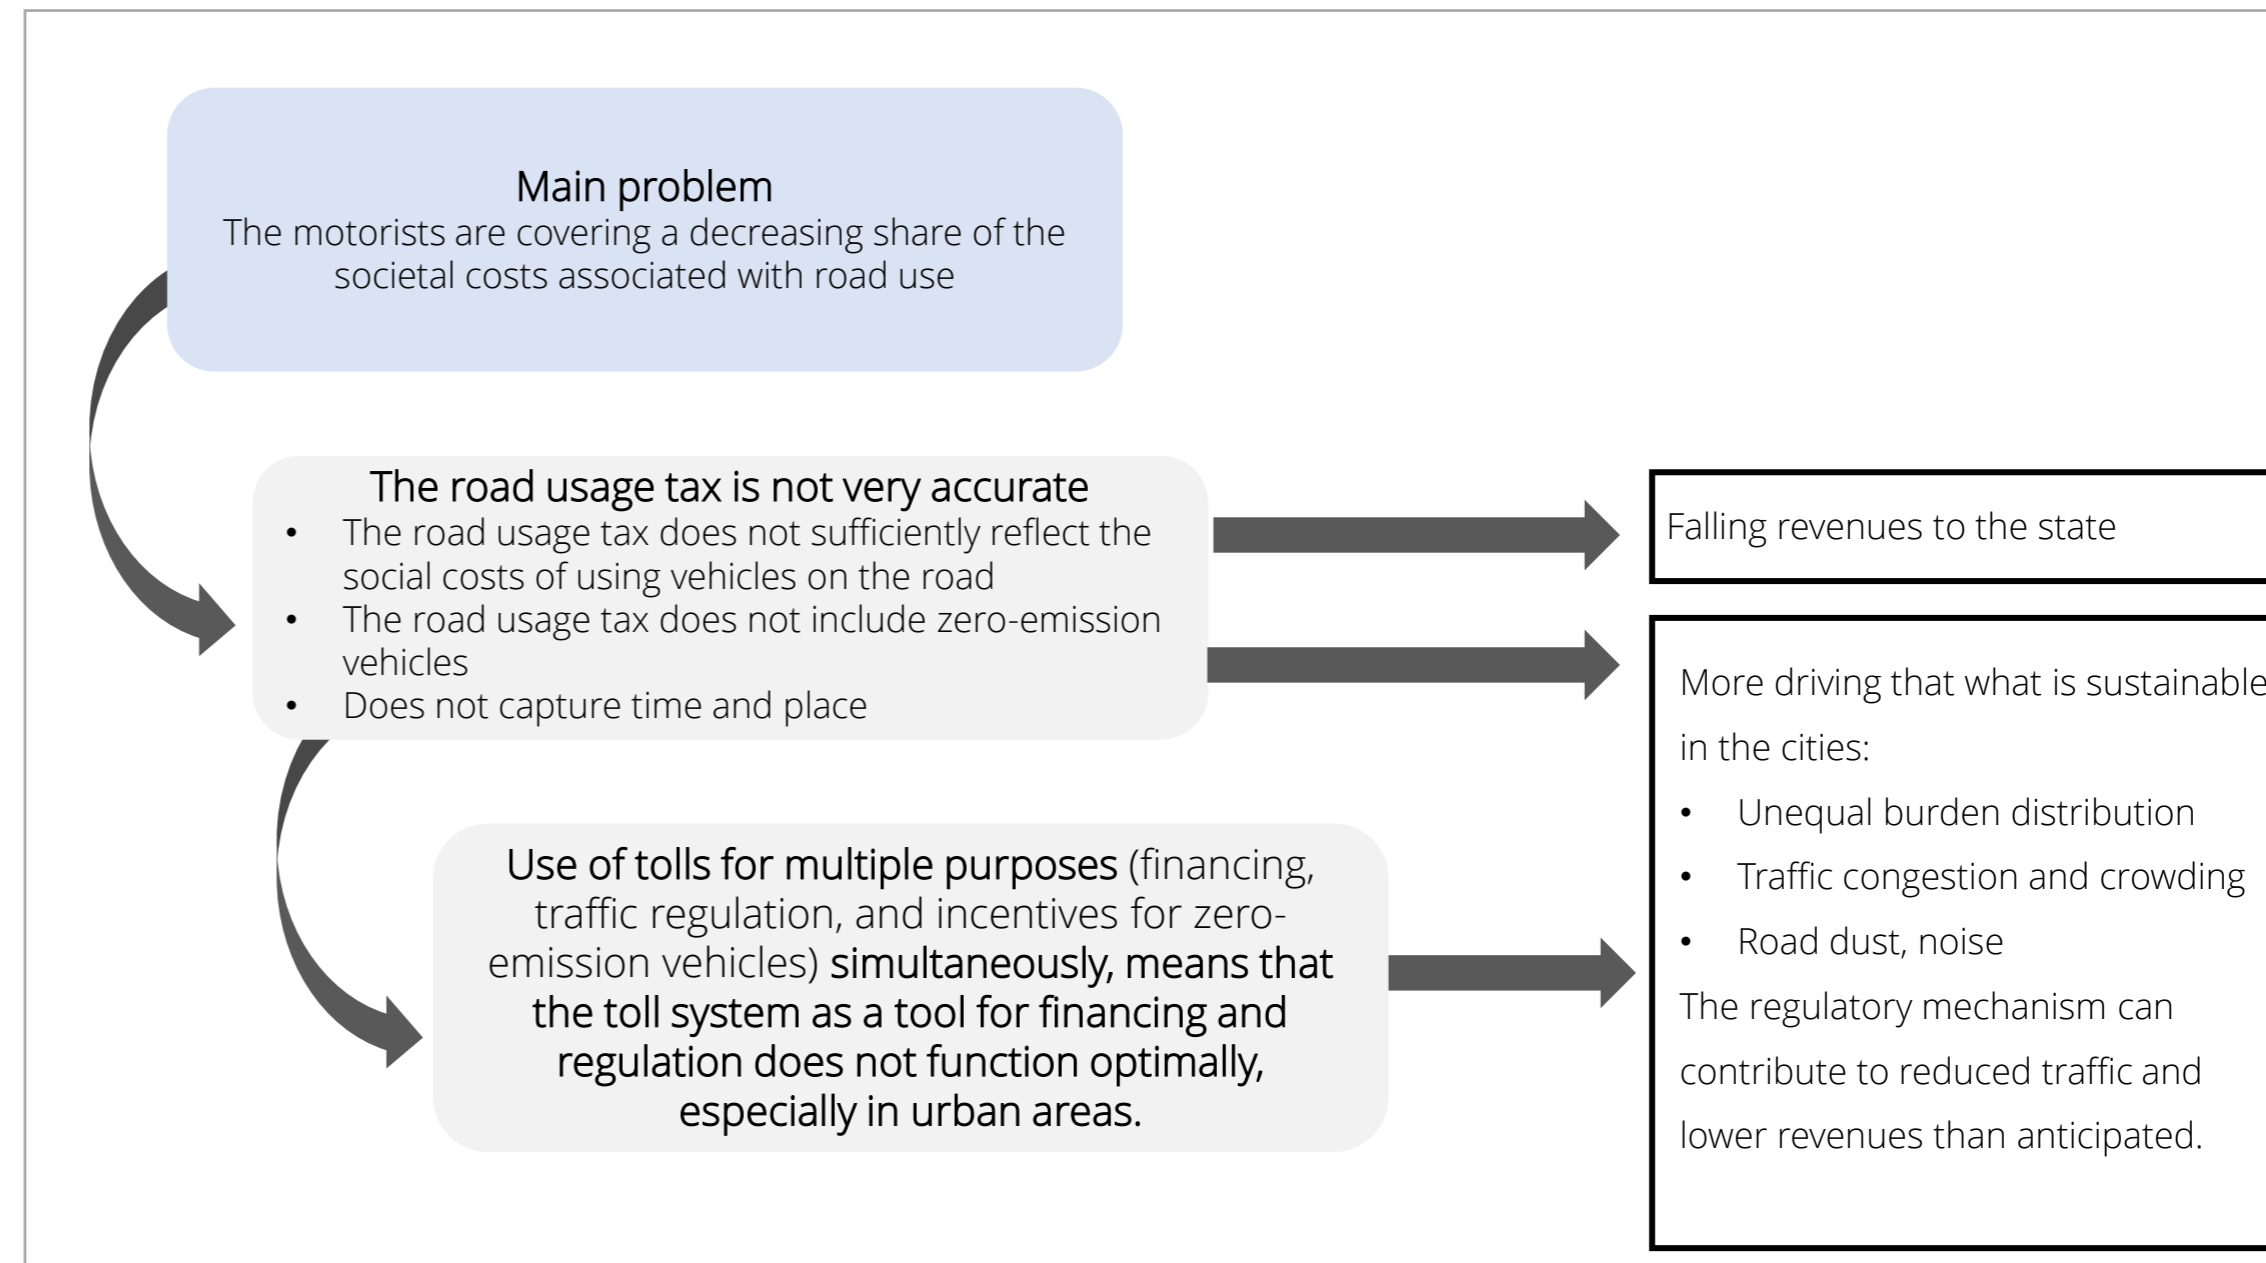 Main problem
The motorists are covering a decreasing share of the
societal costs associated with road use
The road usage tax is not very accurate
• The road usage tax does not sufficiently reflect the
social costs of using vehicles on the road
• The road usage tax does not include zero-emission
vehicles
• Does not capture time and place
Falling revenues to the state
Use of tolls for multiple purposes (financing,
traffic regulation, and incentives for zero-
emission vehicles) simultaneously, means that
the toll system as a tool for financing and
regulation does not function optimally,
especially in urban areas.
More driving that what is sustainable
in the cities:
• Unequal burden distribution
• Traffic congestion and crowding
• Road dust, noise
The regulatory mechanism can
contribute to reduced traffic and
lower revenues than anticipated.